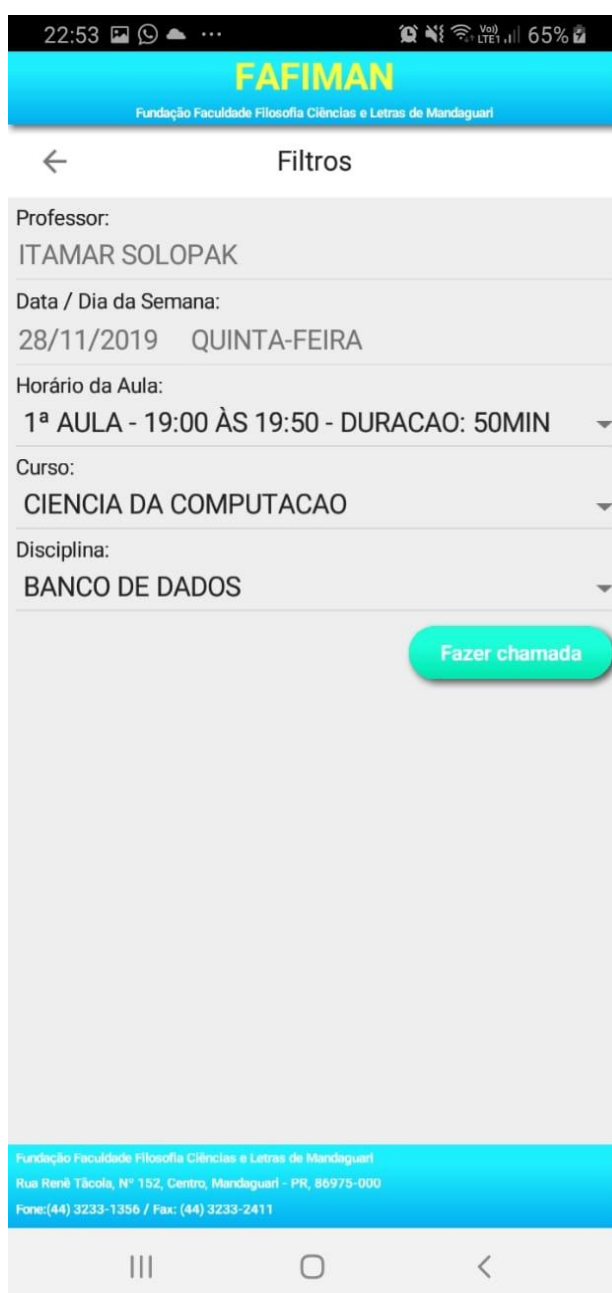 22:53 ... Vo) LTE1 65%
FAFIMAN
Fundação Faculdade Filosofia Ciências e Letras de Mandaguari
Filtros
Professor:
ITAMAR SOLOPAK
Data / Dia da Semana:
28/11/2019 QUINTA-FEIRA
Horário da Aula:
1ª AULA - 19:00 ÀS 19:50 - DURACAO: 50MIN
Curso:
CIENCIA DA COMPUTACAO
Disciplina:
BANCO DE DADOS
Fazer chamada
Fundação Faculdade Filosofia Ciências e Letras de Mandaguari
Rua Renê Tãcola, Nº 152, Centro, Mandaguari - PR, 86975-000
Fone:(44) 3233-1356 / Fax: (44) 3233-2411